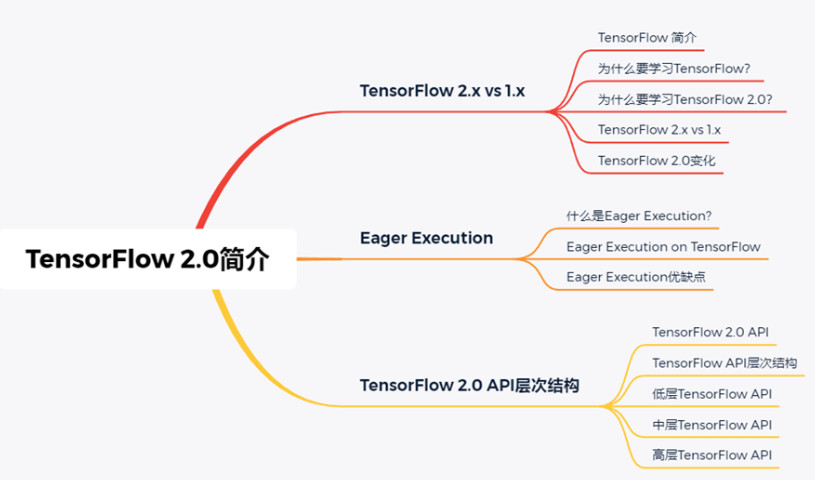 TensorFlow 2.0简介
TensorFlow 2.x vs 1.x
TensorFlow 简介
为什么要学习TensorFlow?
为什么要学习TensorFlow 2.0?
TensorFlow 2.x vs 1.x
TensorFlow 2.0变化
Eager Execution
什么是Eager Execution?
Eager Execution on TensorFlow
Eager Execution优缺点
TensorFlow 2.0 API层次结构
TensorFlow 2.0 API
TensorFlow API层次结构
低层TensorFlow API
中层TensorFlow API
高层TensorFlow API